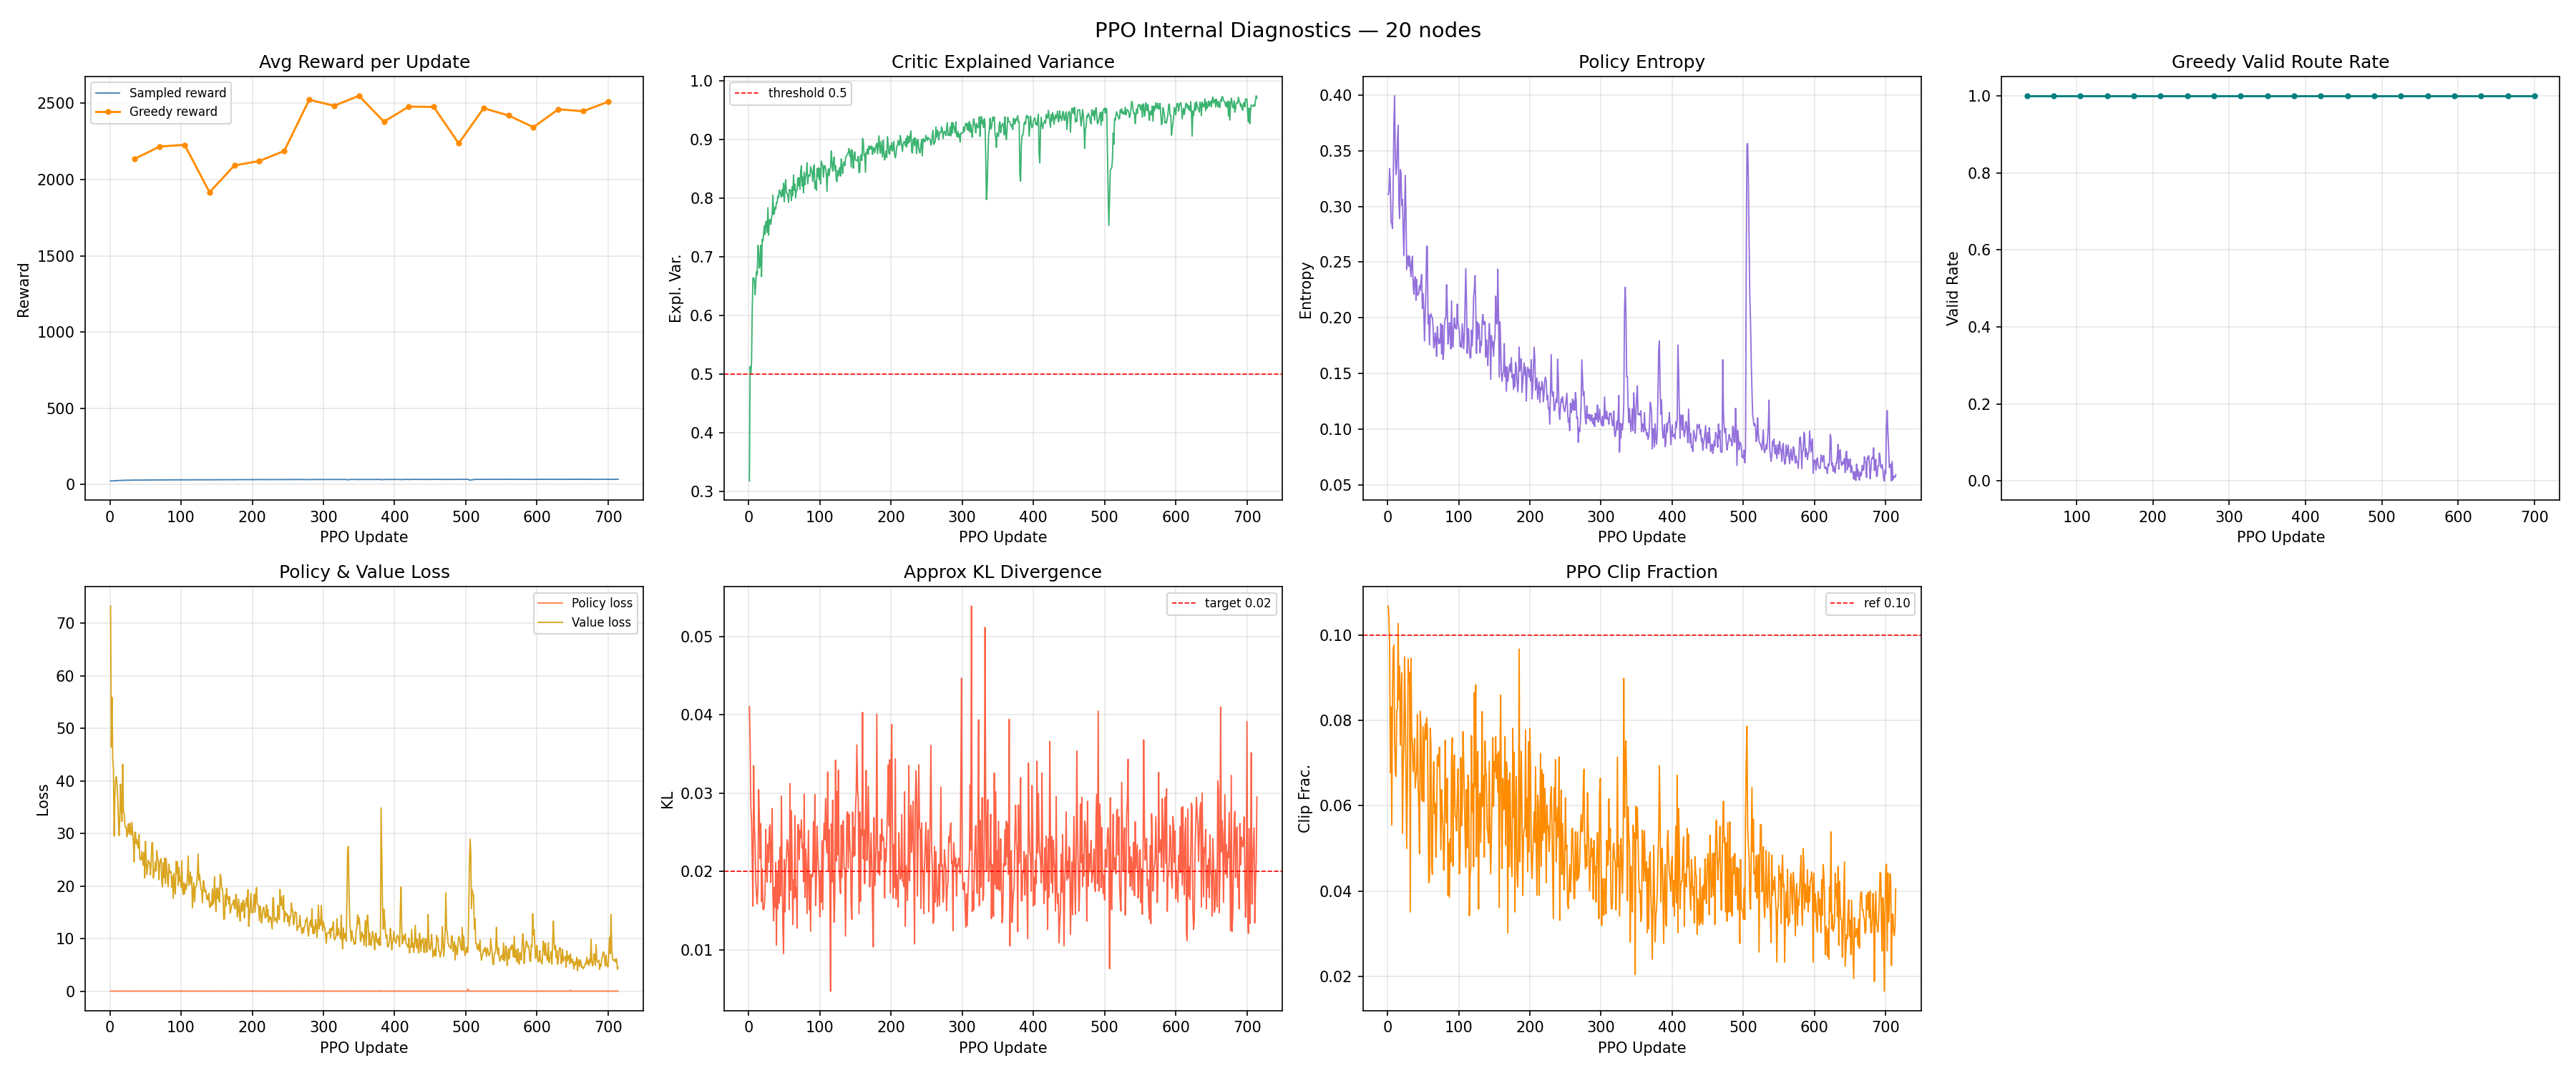 PPO Internal Diagnostics — 20 nodes
Avg Reward per Update
Sampled reward
Greedy reward
2500
2000
1500
1000
500
0
Reward
0 100 200 300 400 500 600 700
PPO Update
Critic Explained Variance
threshold 0.5
1.0
0.9
0.8
0.7
0.6
0.5
0.4
0.3
Expl. Var.
0 100 200 300 400 500 600 700
PPO Update
Policy Entropy
0.40
0.35
0.30
0.25
0.20
0.15
0.10
0.05
Entropy
0 100 200 300 400 500 600 700
PPO Update
Greedy Valid Route Rate
1.0
0.8
0.6
0.4
0.2
0.0
Valid Rate
100 200 300 400 500 600 700
PPO Update
Policy & Value Loss
Policy loss
Value loss
70
60
50
40
30
20
10
0
Loss
0 100 200 300 400 500 600 700
PPO Update
Approx KL Divergence
target 0.02
0.05
0.04
0.03
0.02
0.01
KL
0 100 200 300 400 500 600 700
PPO Update
PPO Clip Fraction
ref 0.10
0.10
0.08
0.06
0.04
0.02
Clip Frac.
0 100 200 300 400 500 600 700
PPO Update